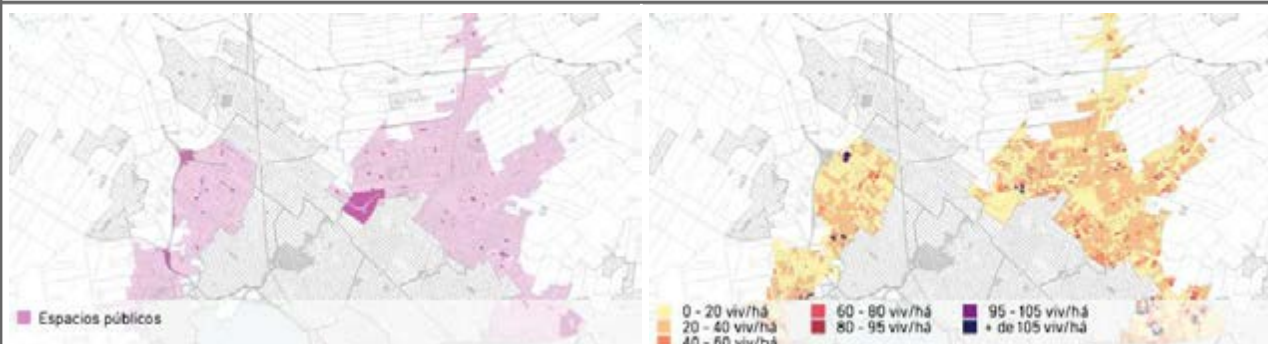 Espacios públicos
0 - 20 viv/há
20 - 40 viv/há
40 - 60 viv/há
60 - 80 viv/há
80 - 95 viv/há
95 - 105 viv/há
+ de 105 viv/há